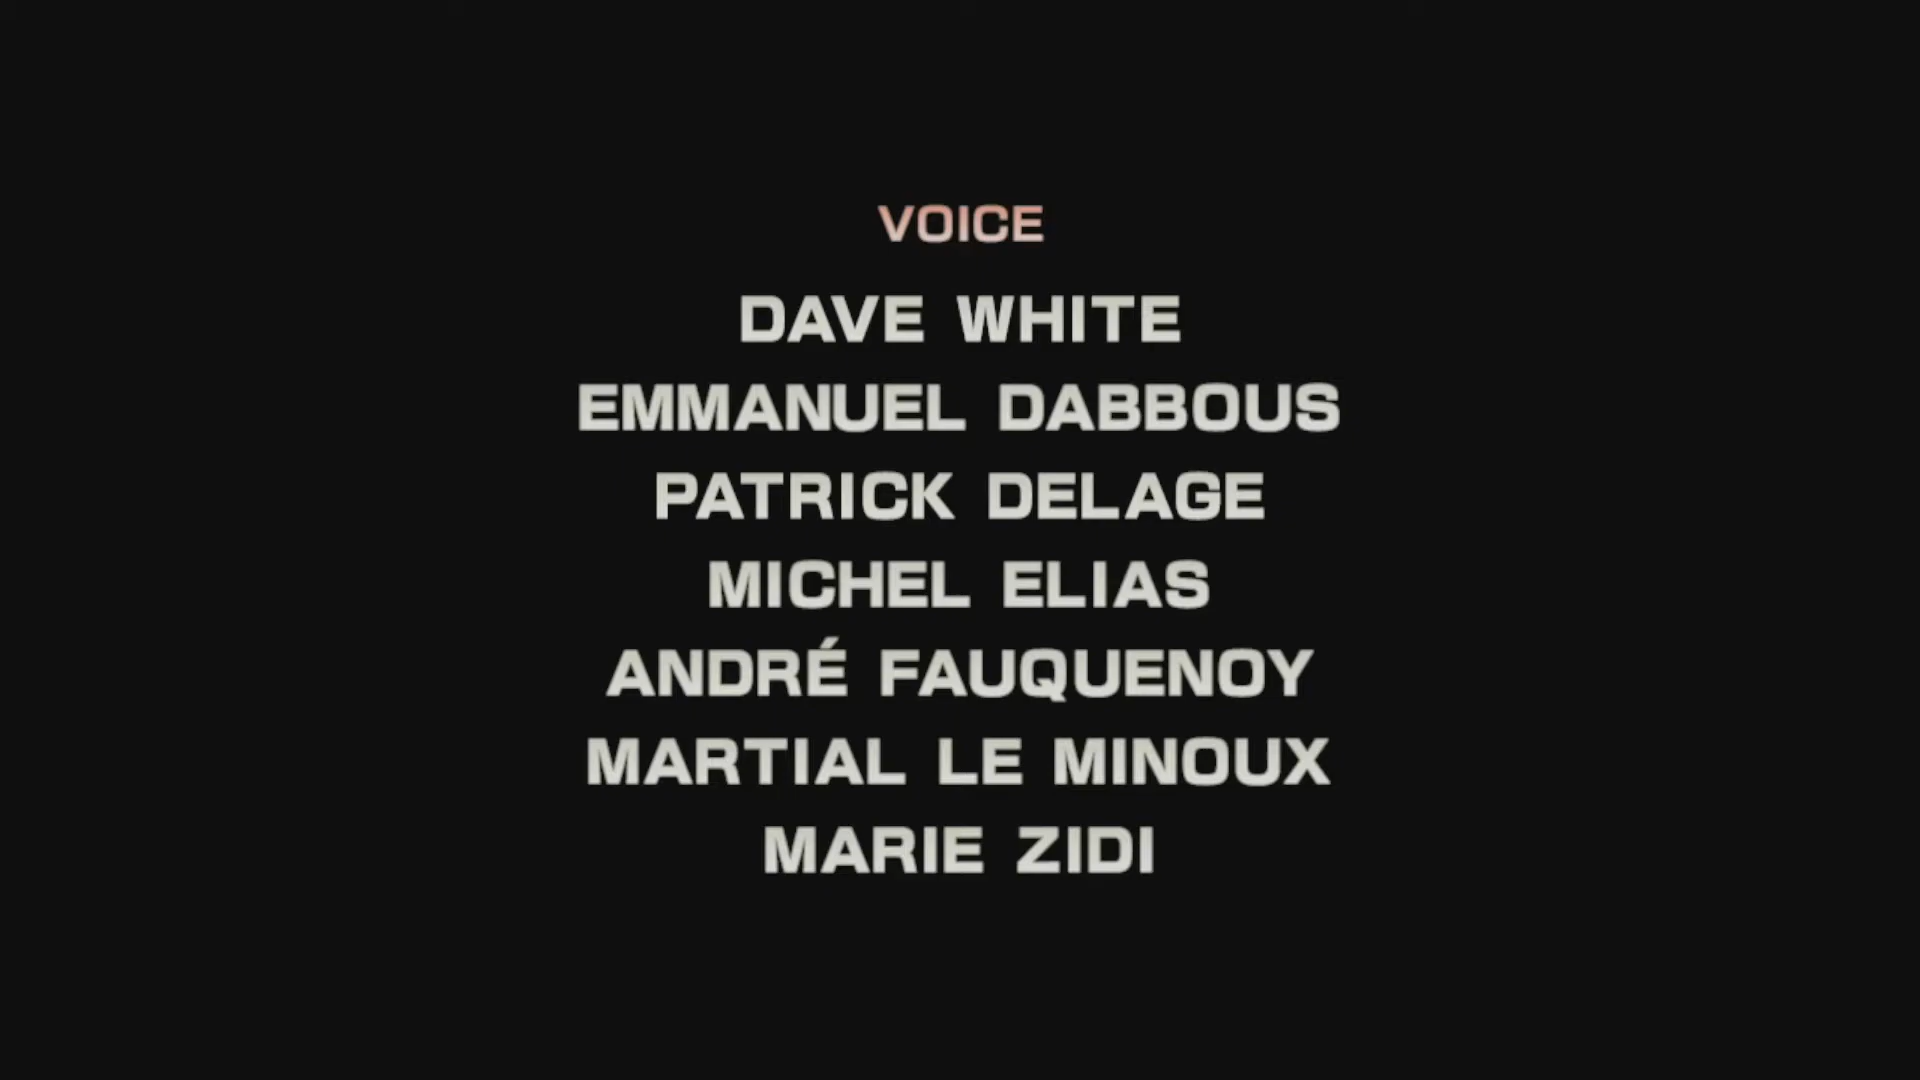 VOICE
DAVE WHITE
EMMANUEL DABBOUS
PATRICK DELAGE
MICHEL ELIAS
ANDRÉ FAUQUENOY
MARTIAL LE MINOUX
MARIE ZIDI